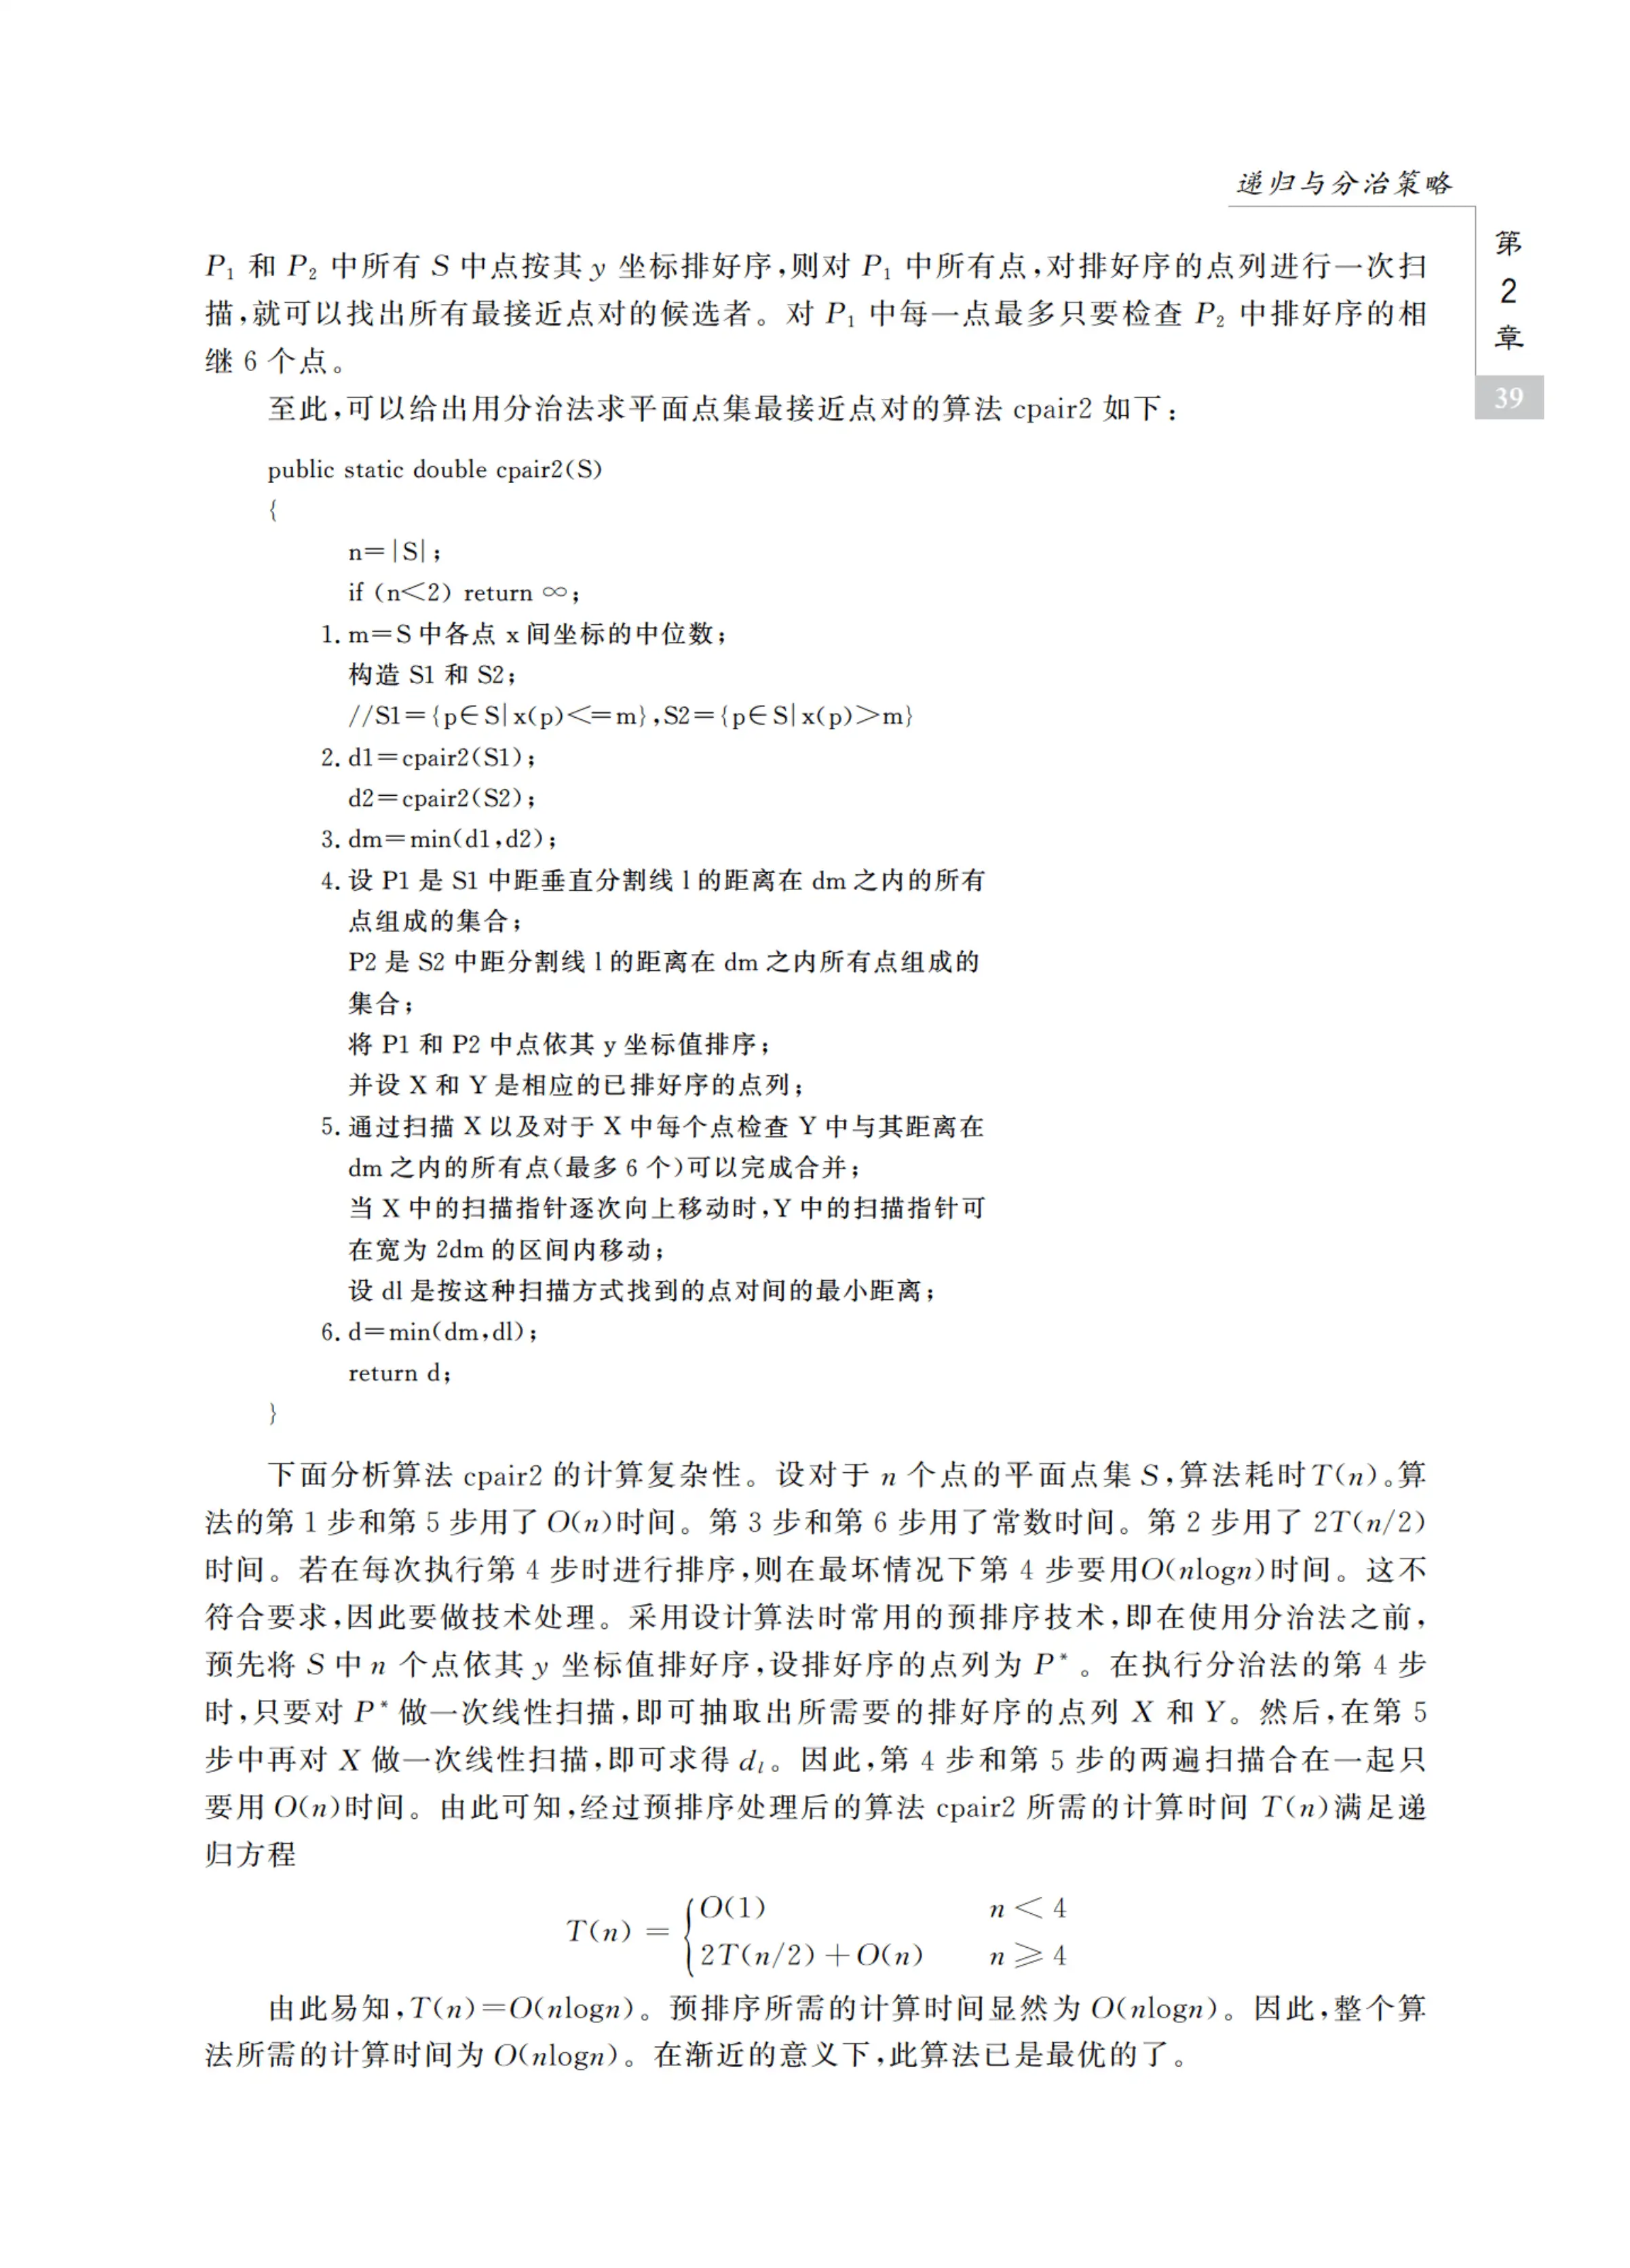 递归与分治策略
第
2
章
39
P₁ 和 P₂ 中所有 S 中点按其 y 坐标排好序,则对 P₁ 中所有点,对排好序的点列进行一次扫
描,就可以找出所有最接近点对的候选者。对 P₁ 中每一点最多只要检查 P₂ 中排好序的相
继 6 个点。
至此,可以给出用分治法求平面点集最接近点对的算法 cpair2 如下:
public static double cpair2(S)
{
n=|S|;
if (n<2) return ∞;
1. m=S 中各点 x 间坐标的中位数;
构造 S1 和 S2;
//S1={p∈S|x(p)<=m},S2={p∈S|x(p)>m}
2. d1=cpair2(S1);
d2=cpair2(S2);
3. dm=min(d1,d2);
4. 设 P1 是 S1 中距垂直分割线 l 的距离在 dm 之内的所有
点组成的集合;
P2 是 S2 中距分割线 l 的距离在 dm 之内所有点组成的
集合;
将 P1 和 P2 中点依其 y 坐标值排序;
并设 X 和 Y 是相应的已排好序的点列;
5. 通过扫描 X 以及对于 X 中每个点检查 Y 中与其距离在
dm 之内的所有点(最多 6 个)可以完成合并;
当 X 中的扫描指针逐次向上移动时,Y 中的扫描指针可
在宽为 2dm 的区间内移动;
设 dl 是按这种扫描方式找到的点对间的最小距离;
6. d=min(dm,dl);
return d;
}
下面分析算法 cpair2 的计算复杂性。设对于 n 个点的平面点集 S,算法耗时 T(n)。算
法的第 1 步和第 5 步用了 O(n)时间。第 3 步和第 6 步用了常数时间。第 2 步用了 2T(n/2)
时间。若在每次执行第 4 步时进行排序,则在最坏情况下第 4 步要用O(nlogn)时间。这不
符合要求,因此要做技术处理。采用设计算法时常用的预排序技术,即在使用分治法之前,
预先将 S 中 n 个点依其 y 坐标值排好序,设排好序的点列为 P*。在执行分治法的第 4 步
时,只要对 P* 做一次线性扫描,即可抽取出所需要的排好序的点列 X 和 Y。然后,在第 5
步中再对 X 做一次线性扫描,即可求得 dₗ。因此,第 4 步和第 5 步的两遍扫描合在一起只
要用 O(n)时间。由此可知,经过预排序处理后的算法 cpair2 所需的计算时间 T(n)满足递
归方程
T(n) = { O(1) n < 4
2T(n/2) + O(n) n ⩾ 4
由此易知,T(n)=O(nlogn)。预排序所需的计算时间显然为 O(nlogn)。因此,整个算
法所需的计算时间为 O(nlogn)。在渐近的意义下,此算法已是最优的了。